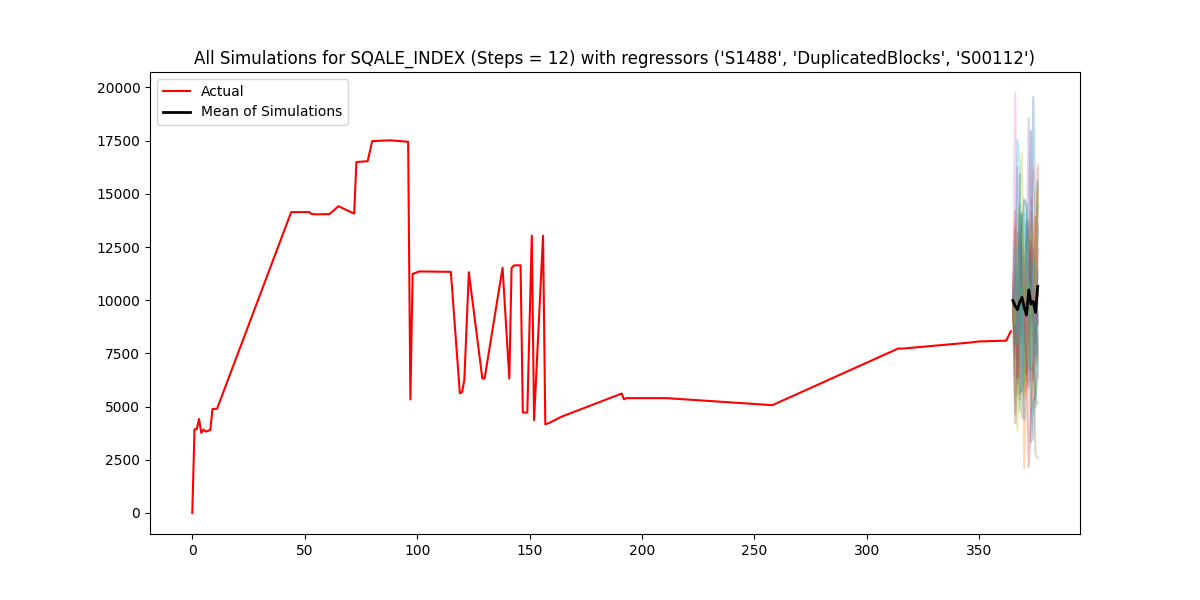 All Simulations for SQALE_INDEX (Steps = 12) with regressors ('S1488', 'DuplicatedBlocks', 'S00112')
Actual
Mean of Simulations
20000
17500
15000
12500
10000
7500
5000
2500
0
0 50 100 150 200 250 300 350